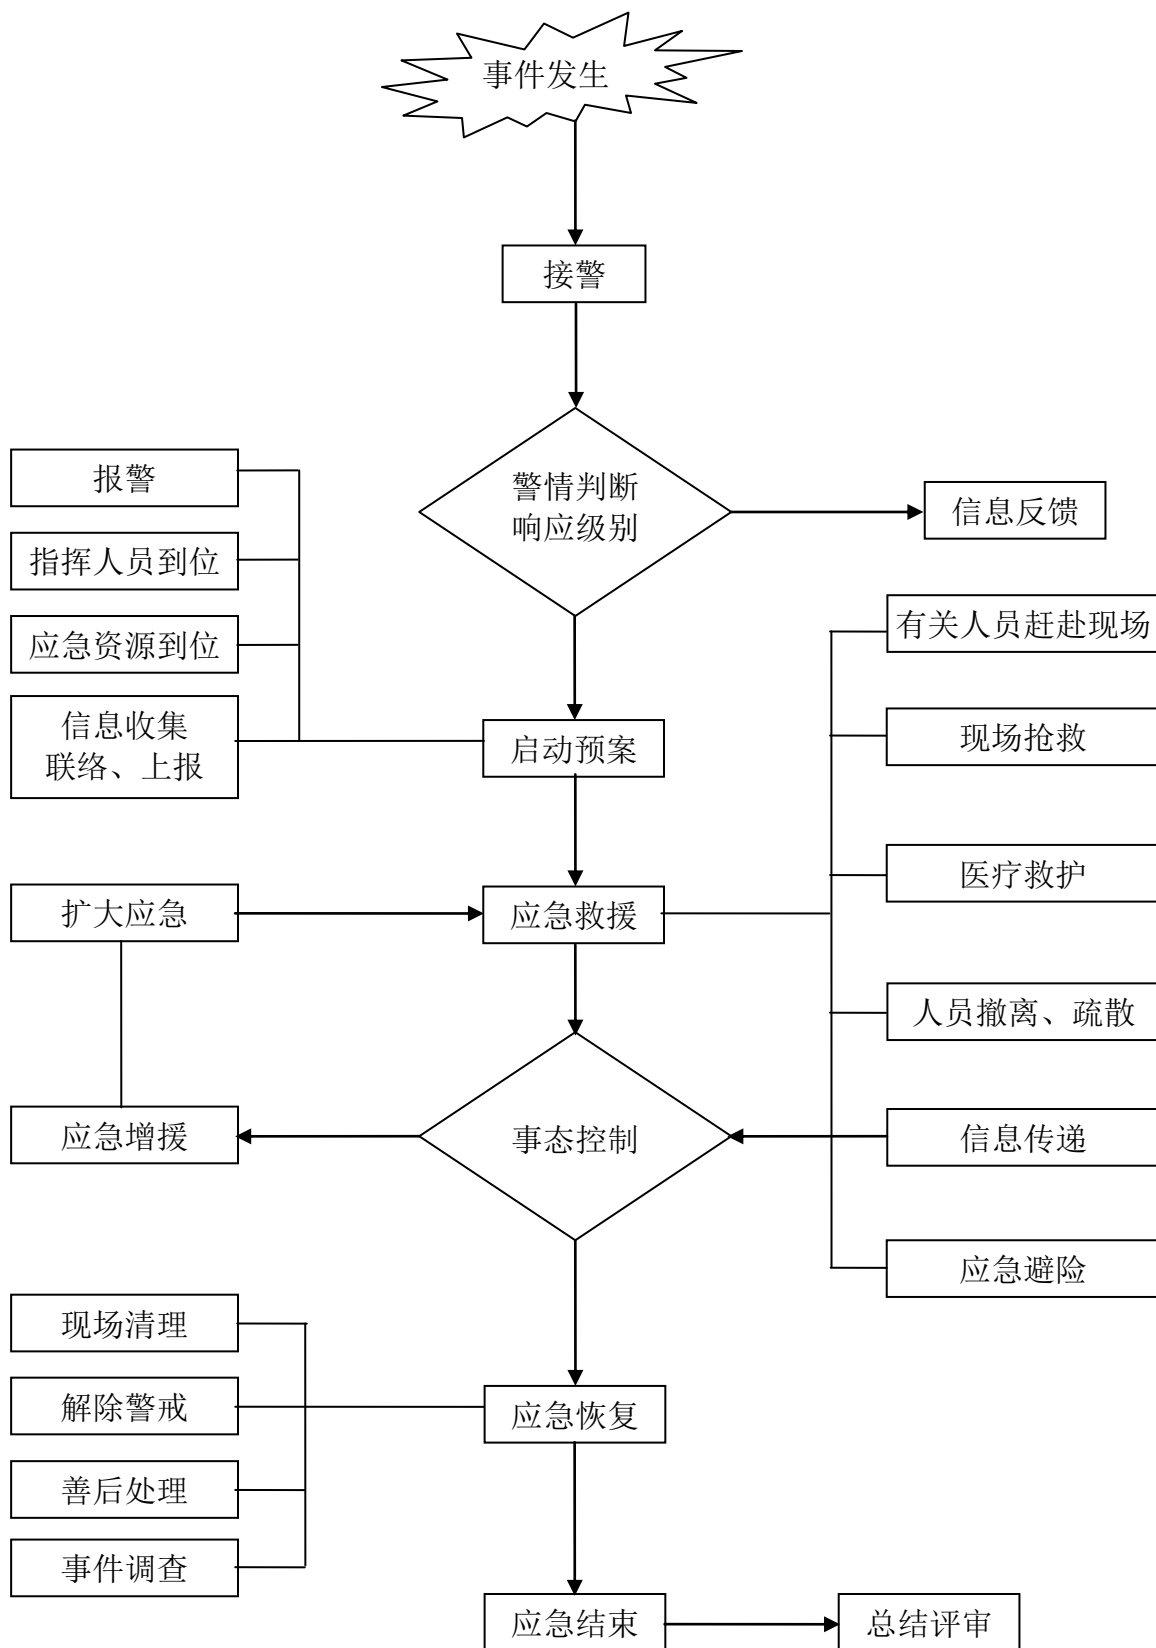 事件发生
接警
警情判断
响应级别
信息反馈
报警
指挥人员到位
应急资源到位
信息收集
联络、上报
启动预案
有关人员赶赴现场
现场抢救
医疗救护
人员撤离、疏散
信息传递
应急避险
扩大应急
应急救援
应急增援
事态控制
现场清理
解除警戒
善后处理
事件调查
应急恢复
应急结束
总结评审